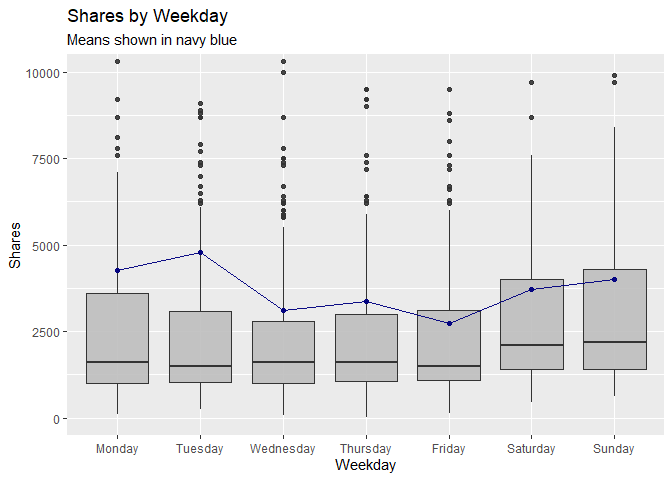 Shares by Weekday
Means shown in navy blue
10000
7500
5000
2500
0
Shares
Monday Tuesday Wednesday Thursday Friday Saturday Sunday
Weekday